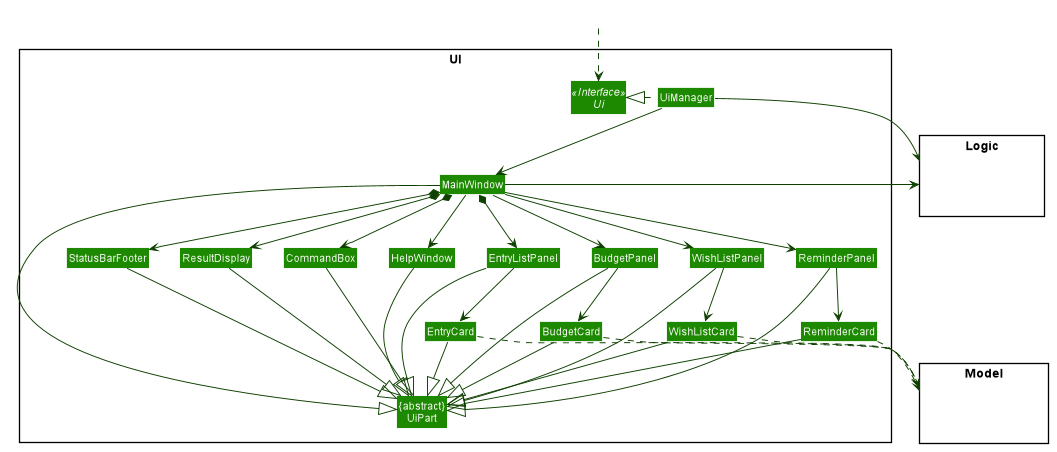 UI
«Interface»
Ui
UiManager
Logic
MainWindow
StatusBarFooter
ResultDisplay
CommandBox
HelpWindow
EntryListPanel
BudgetPanel
WishListPanel
ReminderPanel
EntryCard
BudgetCard
WishListCard
ReminderCard
Model
{abstract}
UiPart